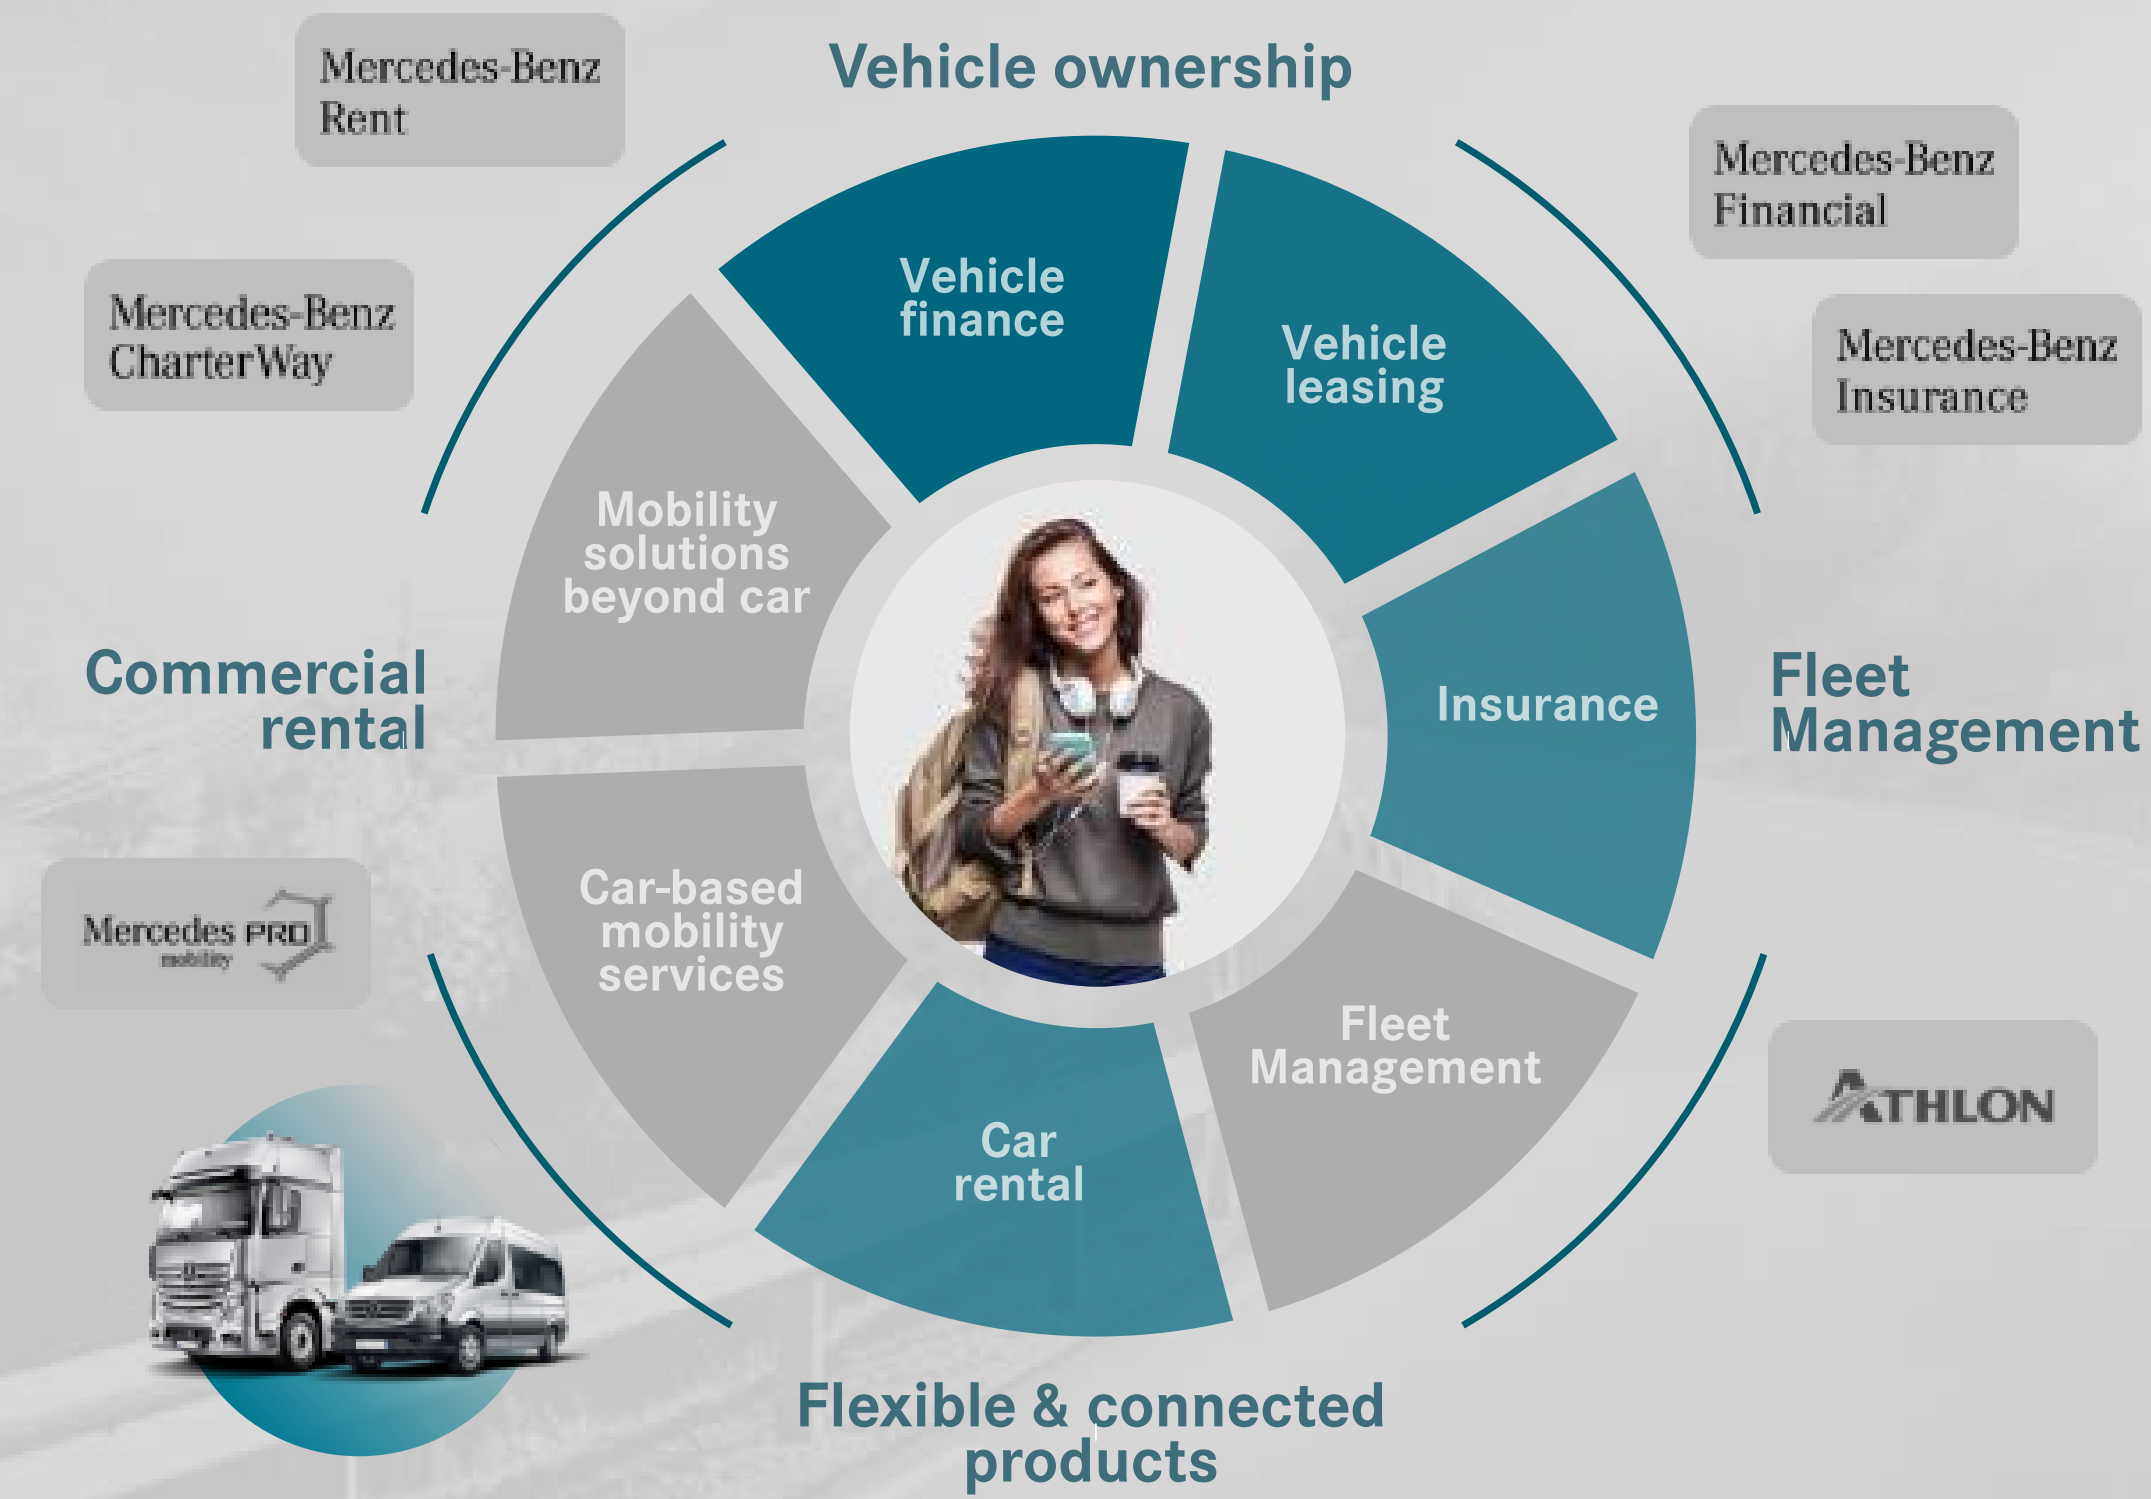 Mercedes-Benz
Rent
Vehicle ownership
Mercedes-Benz
Financial
Mercedes-Benz
CharterWay
Mercedes-Benz
Insurance
Vehicle
finance
Vehicle
leasing
Mobility
solutions
beyond car
Insurance
Commercial
rental
Fleet
Management
Car-based
mobility
services
Mercedes PRO
mobility
Fleet
Management
Car
rental
ATHLON
Flexible & connected
products